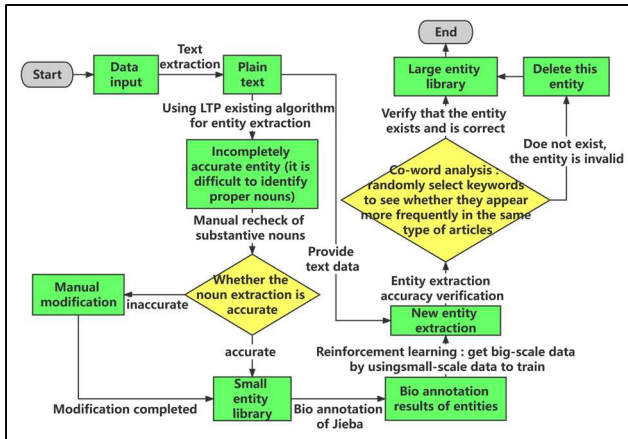 Start
Data
input
Text
extraction
Plain
text
Using LTP existing algorithm
for entity extraction
Incompletely
accurate entity (it is
difficult to identify
proper nouns)
Manual recheck of
substantive nouns
Whether the
noun extraction is
accurate
inaccurate
Manual
modification
Modification completed
accurate
Small
entity
library
Bio annotation
of Jieba
Bio annotation
results of entities
Reinforcement learning : get big-scale data
by usingsmall-scale data to train
Provide
text data
New entity
extraction
Entity extraction
accuracy verification
Co-word analysis :
randomly select keywords
to see whether they appear
more frequently in the same
type of articles
Verify that the entity
exists and is correct
Doe not exist,
the entity is invalid
Delete this
entity
Large entity
library
End